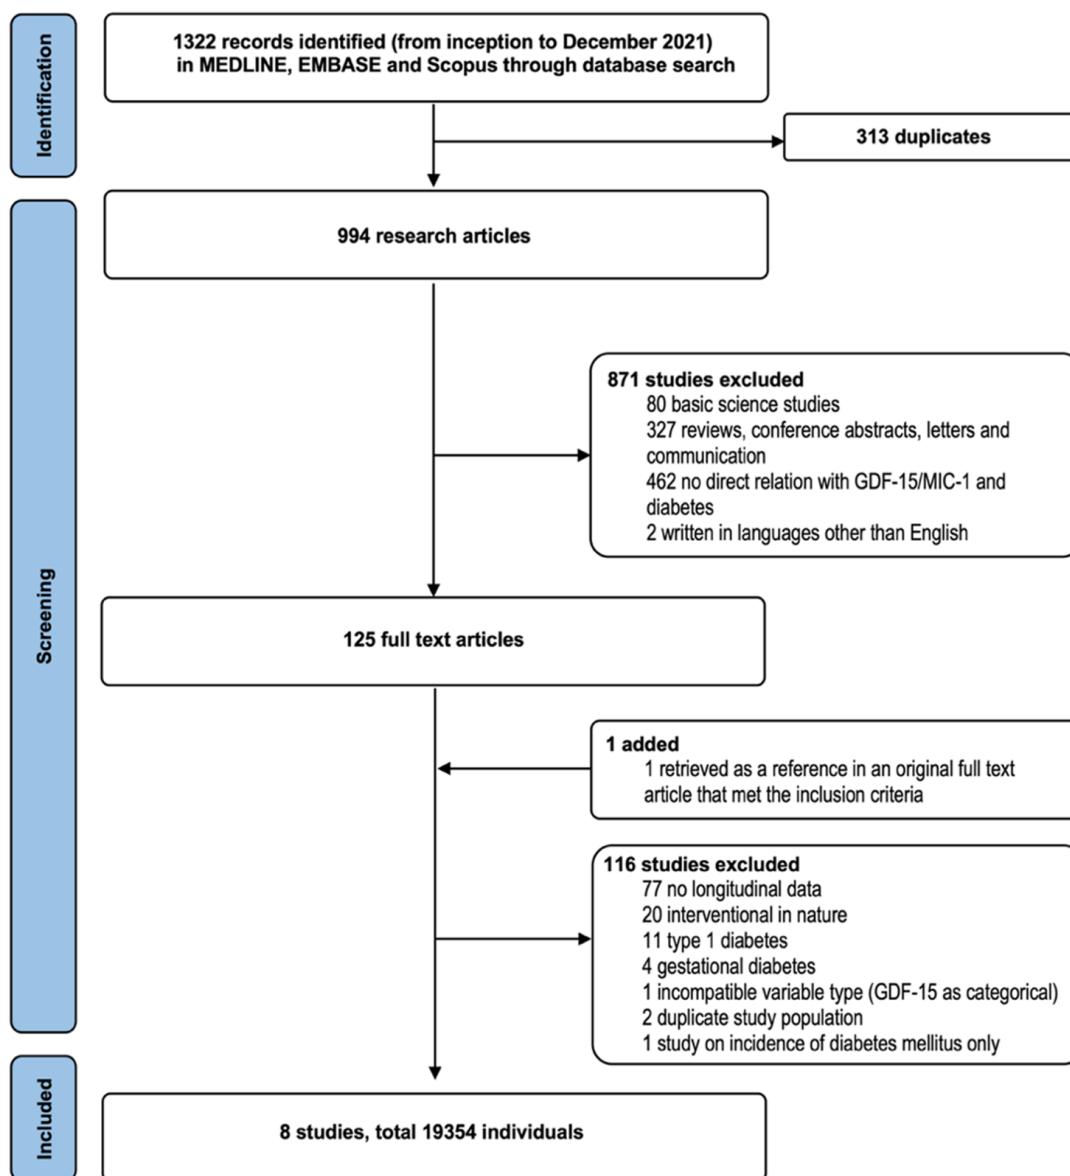 Identification
1322 records identified (from inception to December 2021)
in MEDLINE, EMBASE and Scopus through database search
313 duplicates
Screening
994 research articles
871 studies excluded
80 basic science studies
327 reviews, conference abstracts, letters and
communication
462 no direct relation with GDF-15/MIC-1 and
diabetes
2 written in languages other than English
125 full text articles
1 added
1 retrieved as a reference in an original full text
article that met the inclusion criteria
116 studies excluded
77 no longitudinal data
20 interventional in nature
11 type 1 diabetes
4 gestational diabetes
1 incompatible variable type (GDF-15 as categorical)
2 duplicate study population
1 study on incidence of diabetes mellitus only
Included
8 studies, total 19354 individuals